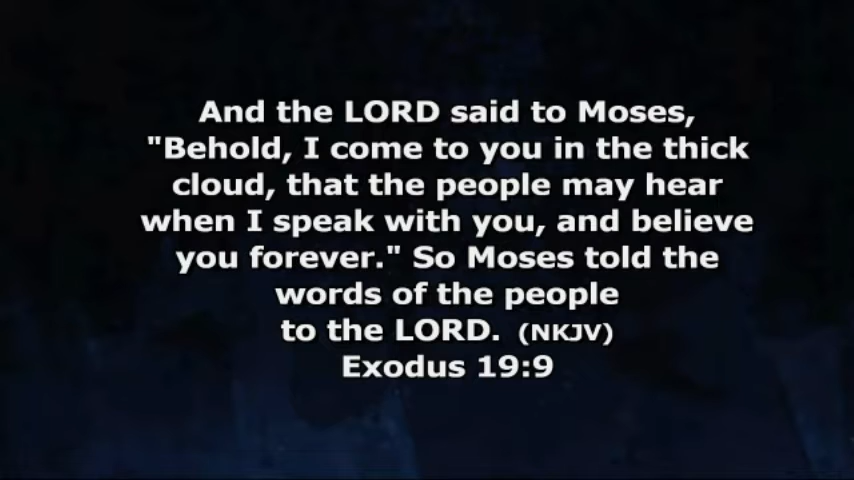 And the LORD said to Moses,
"Behold, I come to you in the thick
cloud, that the people may hear
when I speak with you, and believe
you forever." So Moses told the
words of the people
to the LORD. (NKJV)
Exodus 19:9